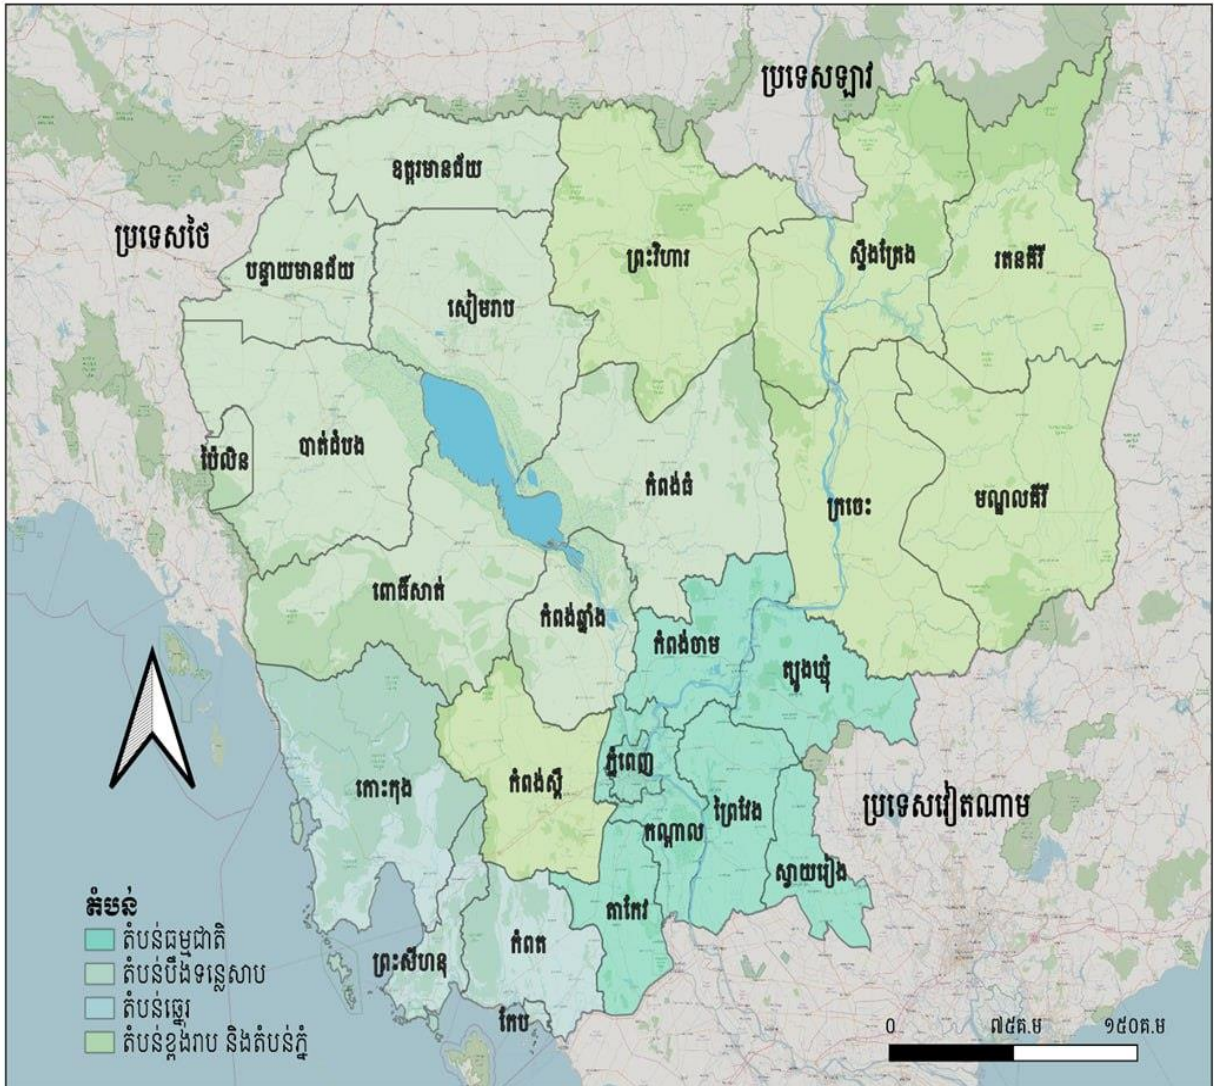 ប្រទេសឡាវ
ឧត្តរមានជ័យ
ប្រទេសថៃ
បន្ទាយមានជ័យ
ព្រះវិហារ
ស្ទឹងត្រែង
រតនគីរី
សៀមរាប
ប៉ៃលិន
បាត់ដំបង
កំពង់ធំ
ក្រចេះ
មណ្ឌលគីរី
ពោធិ៍សាត់
កំពង់ឆ្នាំង
កំពង់ចាម
ត្បូងឃ្មុំ
កោះកុង
កំពង់ស្ពឺ
ភ្នំពេញ
ព្រៃវែង
ប្រទេសវៀតណាម
កណ្តាល
ស្វាយរៀង
តាកែវ
ព្រះសីហនុ
កំពត
កែប
តំបន់
តំបន់ធម្មជាតិ
តំបន់បឹងទន្លេសាប
តំបន់ឆ្នេរ
តំបន់ខ្ពង់រាប និងតំបន់ភ្នំ
0 ៧៥គ.ម ១៥០គ.ម